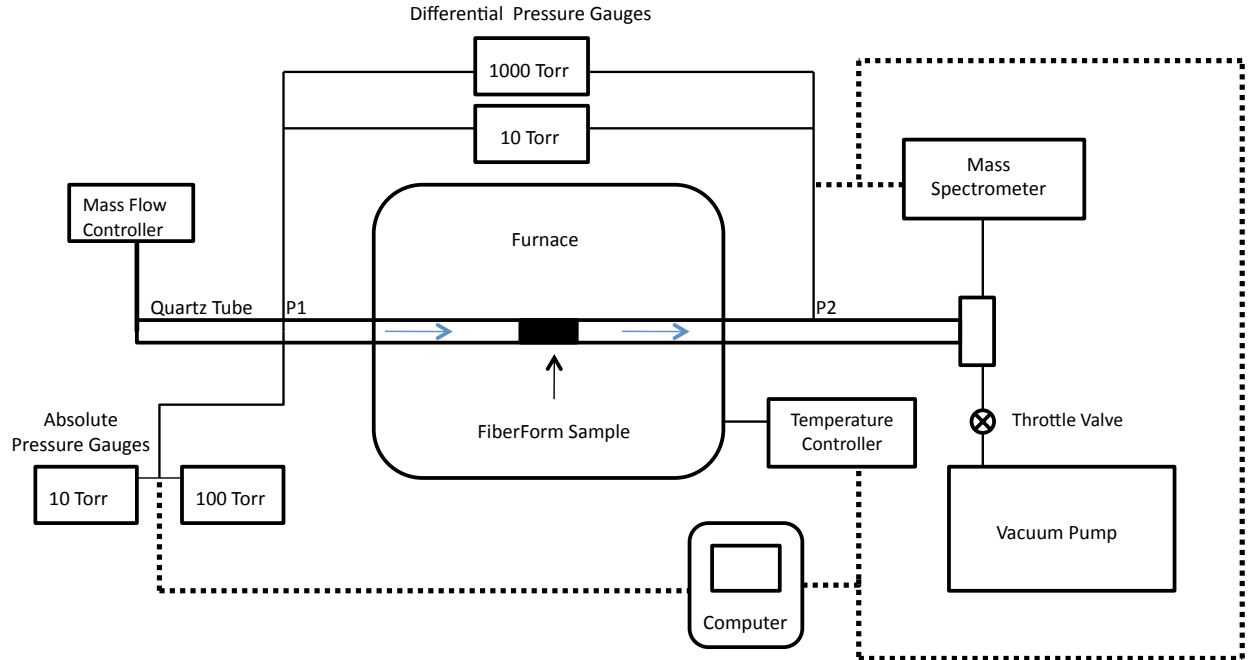 Differential Pressure Gauges
1000 Torr
10 Torr
Mass
Spectrometer
Mass Flow
Controller
Furnace
Quartz Tube
P1
P2
Absolute
Pressure Gauges
10 Torr
100 Torr
FiberForm Sample
Temperature
Controller
Throttle Valve
Vacuum Pump
Computer